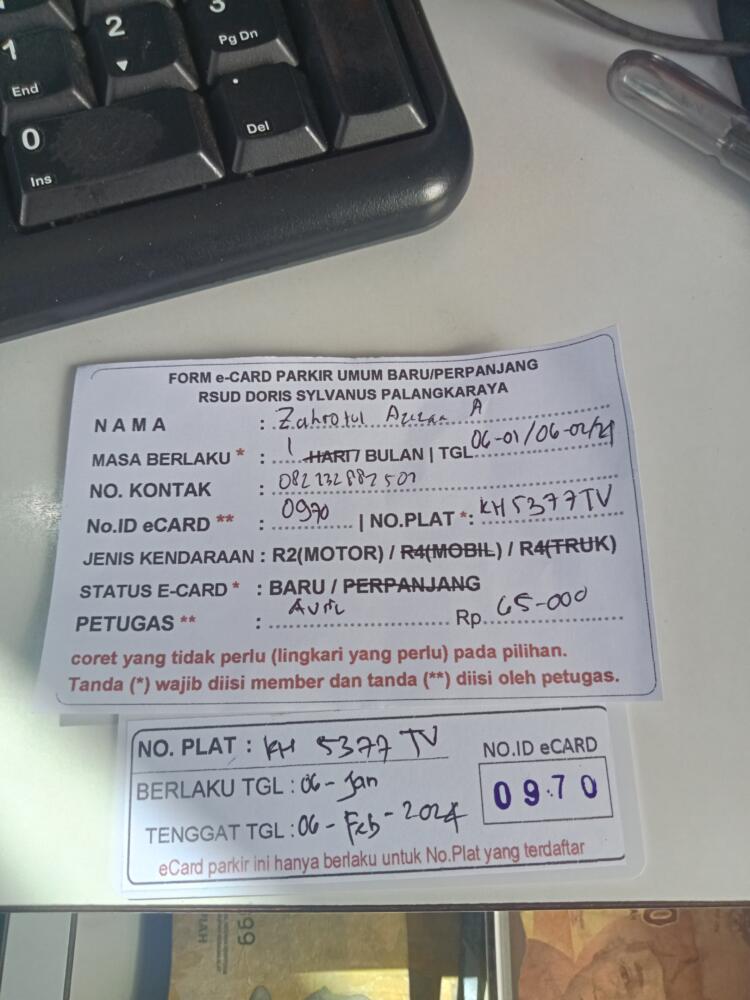 1
End
2
3
Pg Dn
0
Ins
.
Del
FORM e-CARD PARKIR UMUM BARU/PERPANJANG
RSUD DORIS SYLVANUS PALANGKARAYA
NAMA : Zahrotul A
MASA BERLAKU * : 1 HARI / BULAN | TGL 06-01/06-02/24
NO. KONTAK :
No.ID eCARD ** : 0970 | NO.PLAT *: KH 5377 TV
JENIS KENDARAAN : R2(MOTOR) / R4(MOBIL) / R4(TRUK)
STATUS E-CARD * : BARU / PERPANJANG
PETUGAS ** : Rp. 65-000
coret yang tidak perlu (lingkari yang perlu) pada pilihan.
Tanda (*) wajib diisi member dan tanda (**) diisi oleh petugas.
NO. PLAT : KH 5377 TV
NO.ID eCARD
BERLAKU TGL : 06-Jan
0970
TENGGAT TGL : 06-Feb-2024
eCard parkir ini hanya berlaku untuk No.Plat yang terdaftar